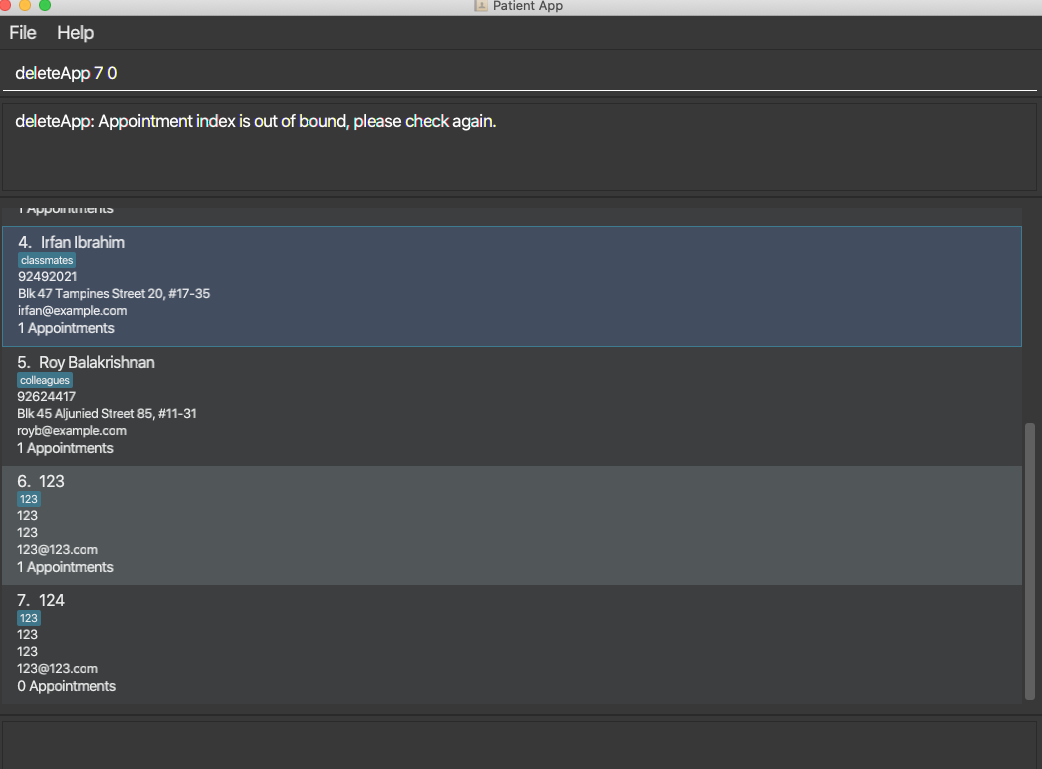 Patient App
File Help
deleteApp 7 0
deleteApp: Appointment index is out of bound, please check again.
1 Appointments
4. Irfan Ibrahim
classmates
92492021
Blk 47 Tampines Street 20, #17-35
irfan@example.com
1 Appointments
5. Roy Balakrishnan
colleagues
92624417
Blk 45 Aljunied Street 85, #11-31
royb@example.com
1 Appointments
6. 123
123
123
123
123@123.com
1 Appointments
7. 124
123
123
123
123@123.com
0 Appointments